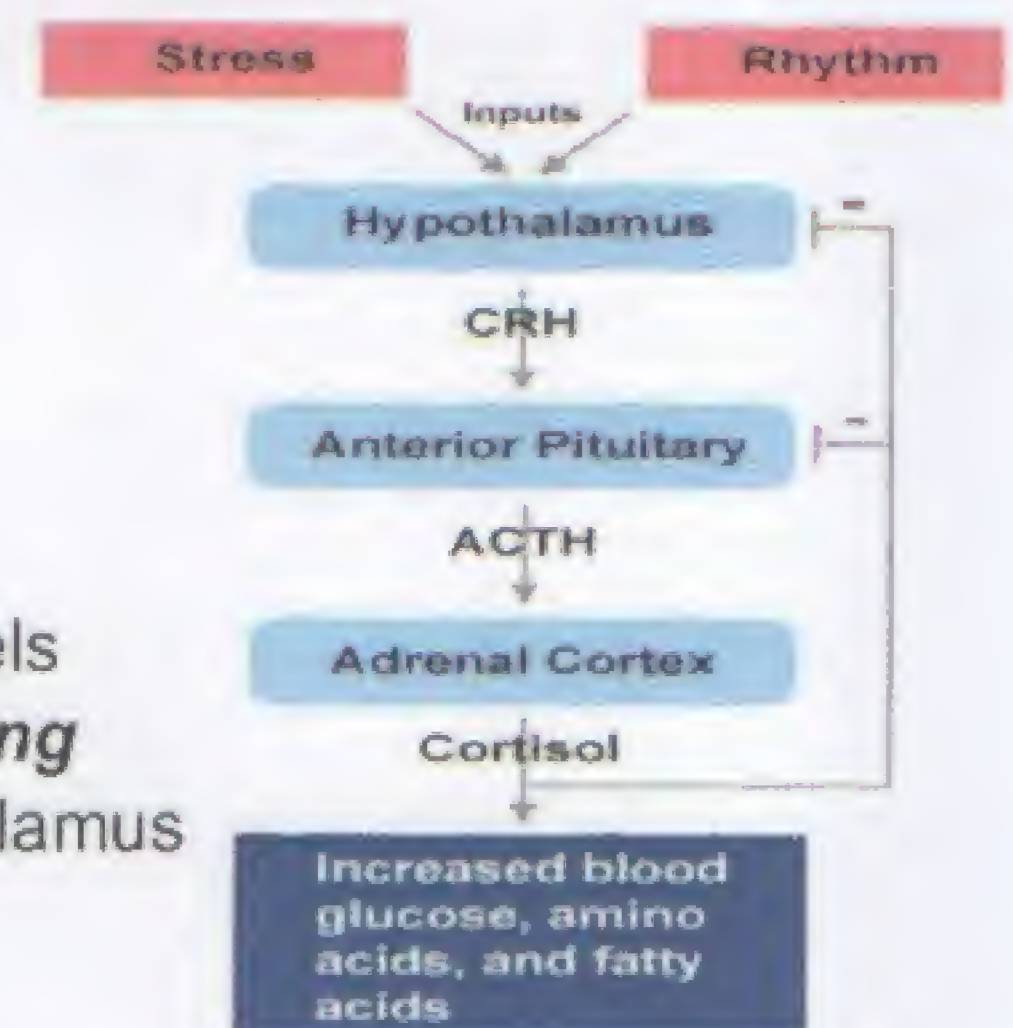 Stress
Rhythm
Inputs
Hypothalamus
-
CRH
Anterior Pituitary
-
ACTH
els
Adrenal Cortex
ng
Cortisol
lamus
Increased blood
glucose, amino
acids, and fatty
acids